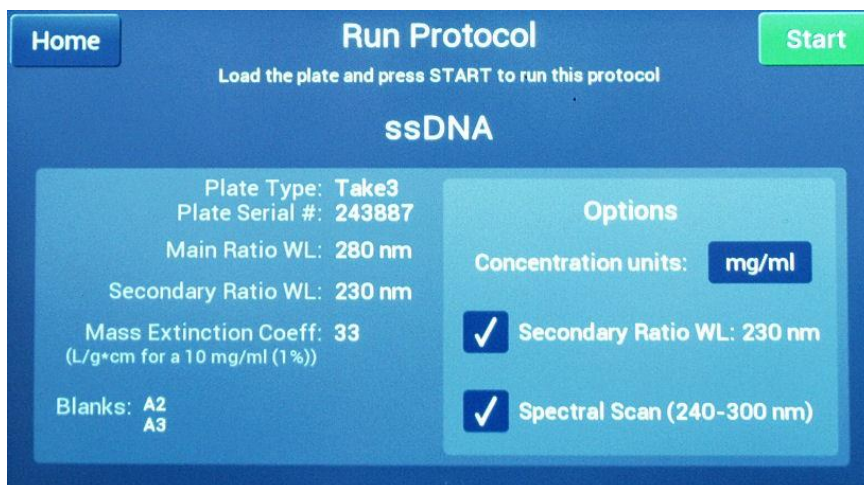 Home
Run Protocol
Start
Load the plate and press START to run this protocol
ssDNA
Plate Type: Take3
Plate Serial #: 243887
Main Ratio WL: 280 nm
Secondary Ratio WL: 230 nm
Mass Extinction Coeff: 33
(L/g*cm for a 10 mg/ml (1%))
Blanks: A2
A3
Options
Concentration units: mg/ml
Secondary Ratio WL: 230 nm
Spectral Scan (240-300 nm)